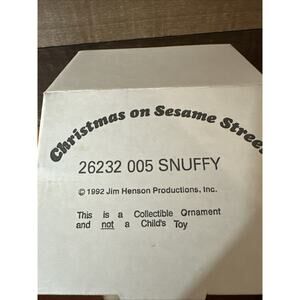 Christmas on Sesame Street
26232 005 SNUFFY
© 1992 Jim Henson Productions, Inc.
This is a Collectible Ornament
and not a Child's Toy